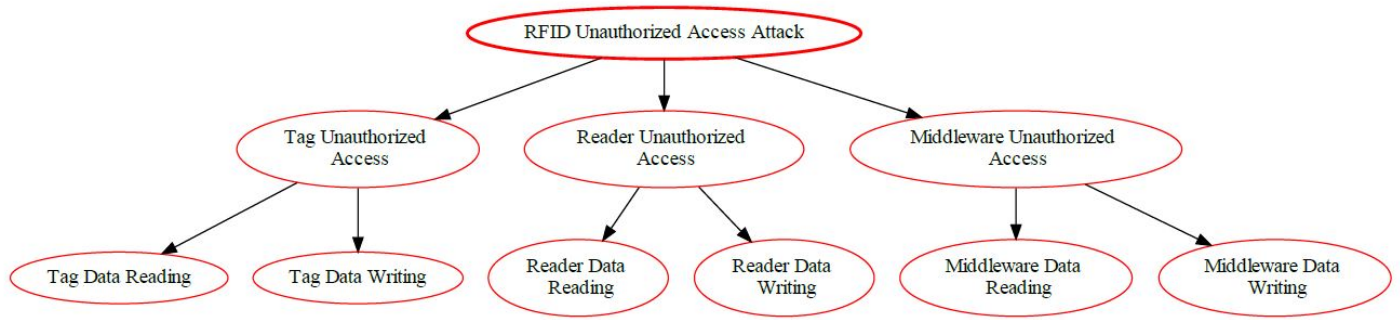 RFID Unauthorized Access Attack
Tag Unauthorized
Access
Reader Unauthorized
Access
Middleware Unauthorized
Access
Tag Data Reading
Tag Data Writing
Reader Data
Reading
Reader Data
Writing
Middleware Data
Reading
Middleware Data
Writing